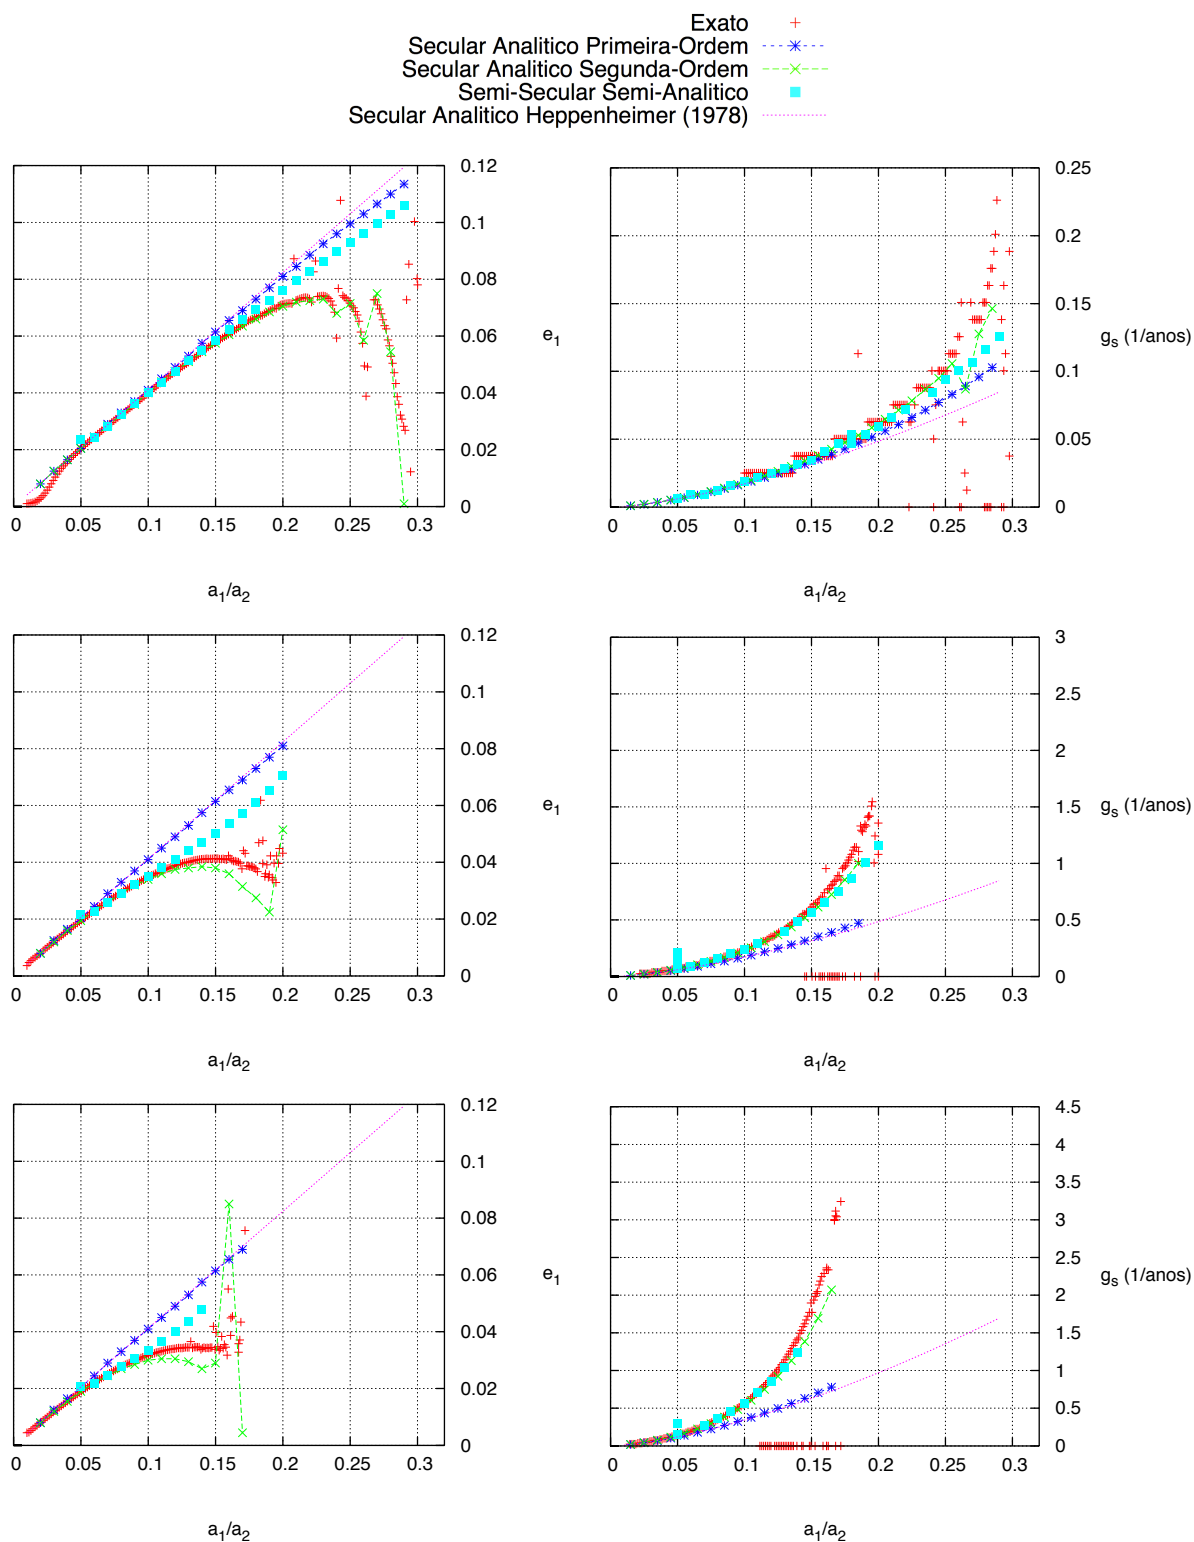 Exato
Secular Analitico Primeira-Ordem
Secular Analitico Segunda-Ordem
Semi-Secular Semi-Analitico
Secular Analitico Heppenheimer (1978)
0.12
0.1
0.08
0.06
0.04
0.02
0
e1
0 0.05 0.1 0.15 0.2 0.25 0.3
a1/a2
0.25
0.2
0.15
0.1
0.05
0
gs (1/anos)
0 0.05 0.1 0.15 0.2 0.25 0.3
a1/a2
0.12
0.1
0.08
0.06
0.04
0.02
0
e1
0 0.05 0.1 0.15 0.2 0.25 0.3
a1/a2
3
2.5
2
1.5
1
0.5
0
gs (1/anos)
0 0.05 0.1 0.15 0.2 0.25 0.3
a1/a2
0.12
0.1
0.08
0.06
0.04
0.02
0
e1
0 0.05 0.1 0.15 0.2 0.25 0.3
a1/a2
4.5
4
3.5
3
2.5
2
1.5
1
0.5
0
gs (1/anos)
0 0.05 0.1 0.15 0.2 0.25 0.3
a1/a2